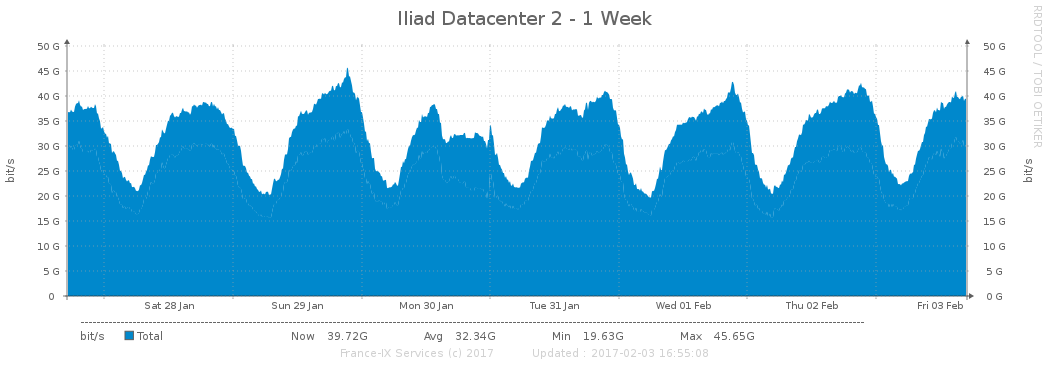 Iliad Datacenter 2 - 1 Week
RRDTOOL / TOBI OETIKER
50 G 50 G
45 G 45 G
40 G 40 G
35 G 35 G
30 G 30 G
25 G 25 G
20 G 20 G
15 G 15 G
10 G 10 G
5 G 5 G
0 0 G
bit/s bit/s
Sat 28 Jan Sun 29 Jan Mon 30 Jan Tue 31 Jan Wed 01 Feb Thu 02 Feb Fri 03 Feb
bit/s Total Now 39.72G Avg 32.34G Min 19.63G Max 45.65G
France-IX Services (c) 2017 Updated : 2017-02-03 16:55:08